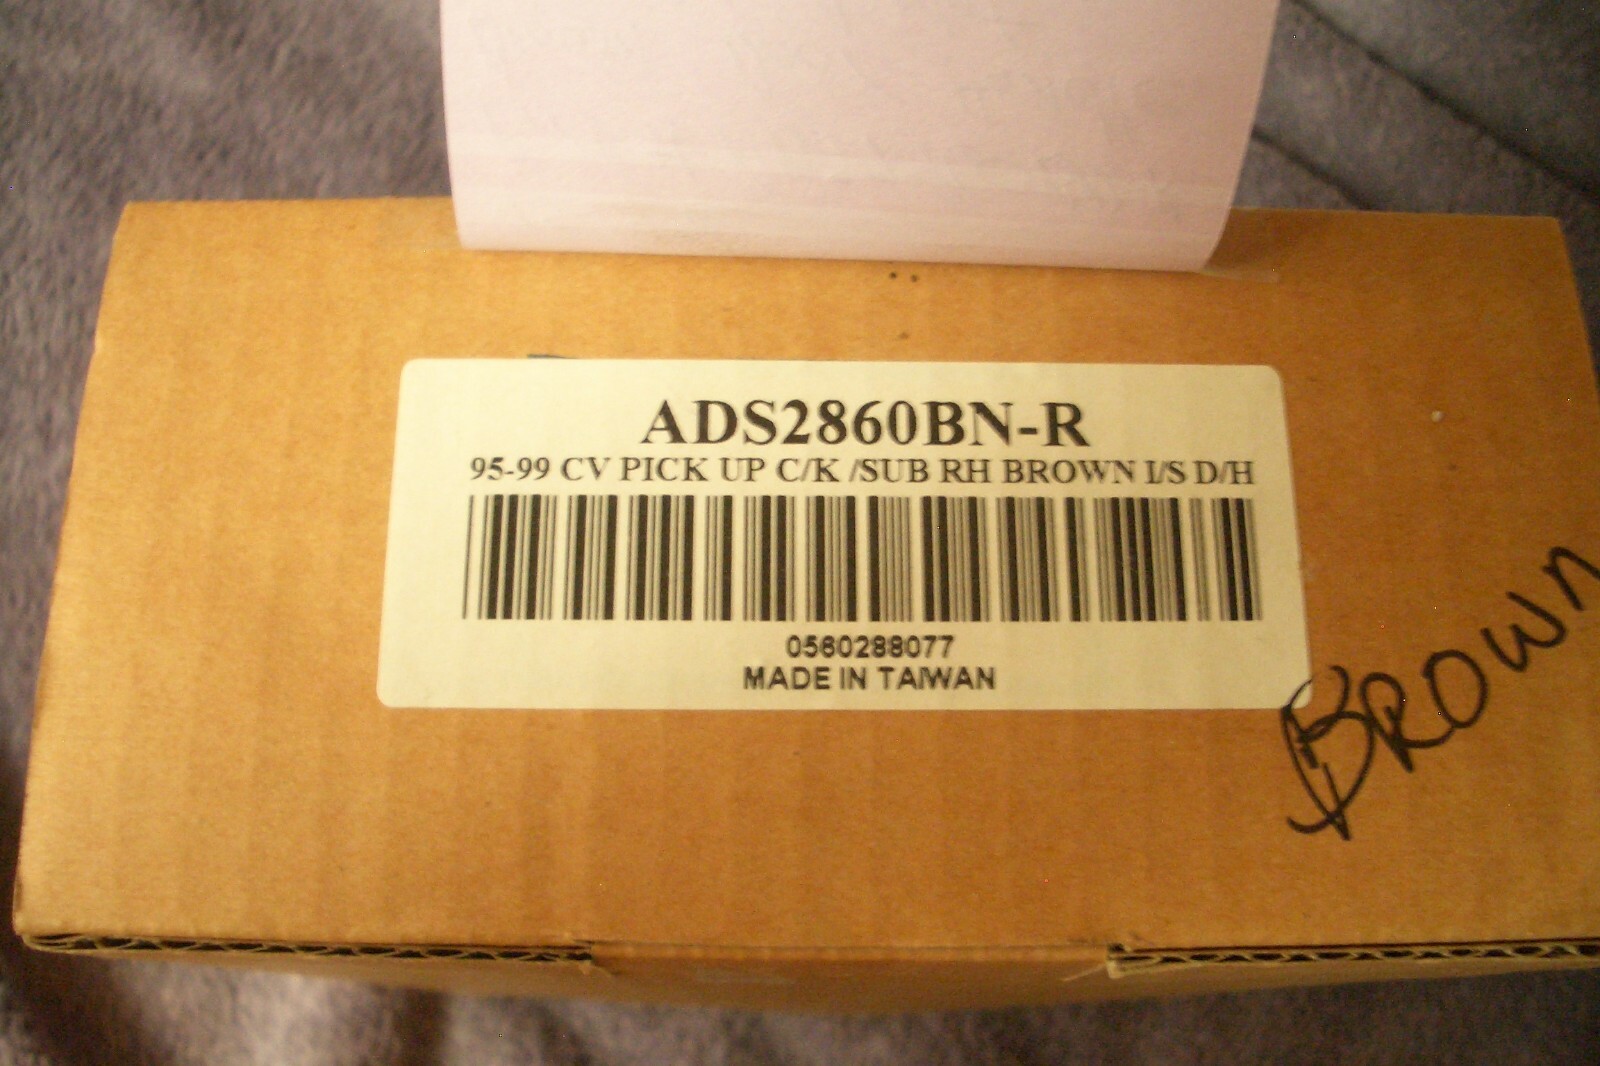 ADS2860BN-R
95-99 CV PICK UP C/K /SUB RH BROWN I/S D/H
0560288077
MADE IN TAIWAN
BROWN